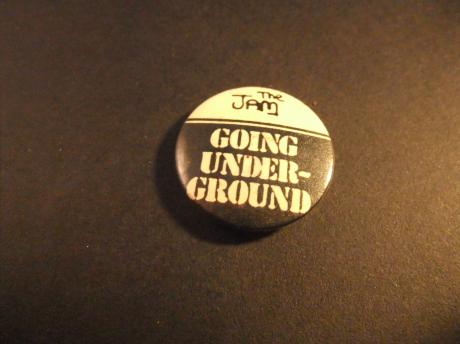 The
JAM
GOING
UNDER-
GROUND